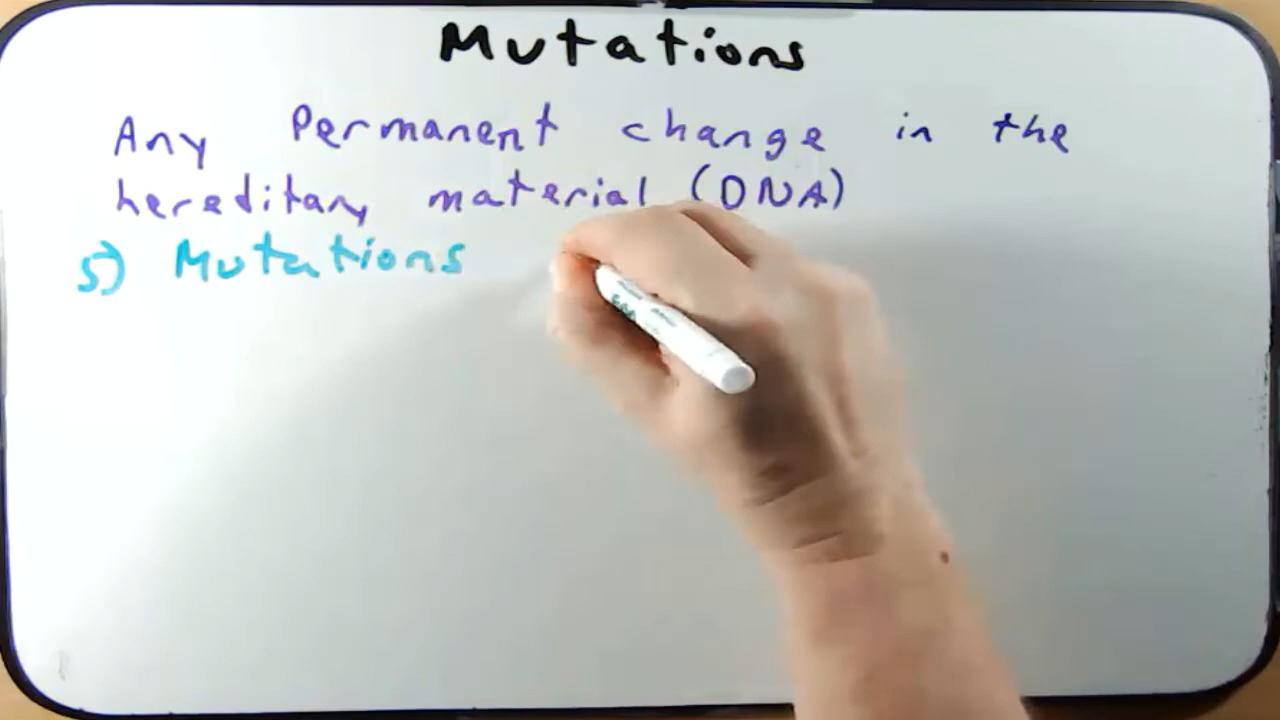 Mutations
Any Permanent change in the
hereditary material (DNA)
5) Mutations